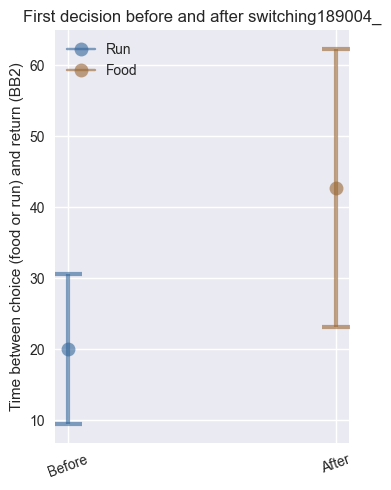 First decision before and after switching189004_
Run
Food
Time between choice (food or run) and return (BB2)
60
50
40
30
20
10
Before
After